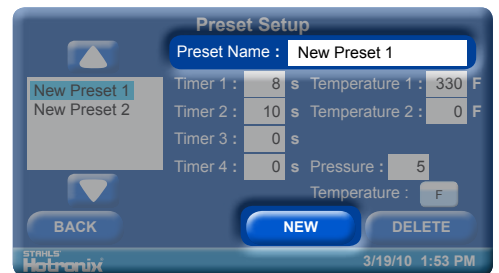 Preset Setup
Preset Name : New Preset 1
New Preset 1
New Preset 2
Timer 1 : 8 s Temperature 1 : 330 F
Timer 2 : 10 s Temperature 2 : 0 F
Timer 3 : 0 s
Timer 4 : 0 s Pressure : 5
Temperature : F
BACK NEW DELETE
STAHLS'
Hotronix 3/19/10 1:53 PM